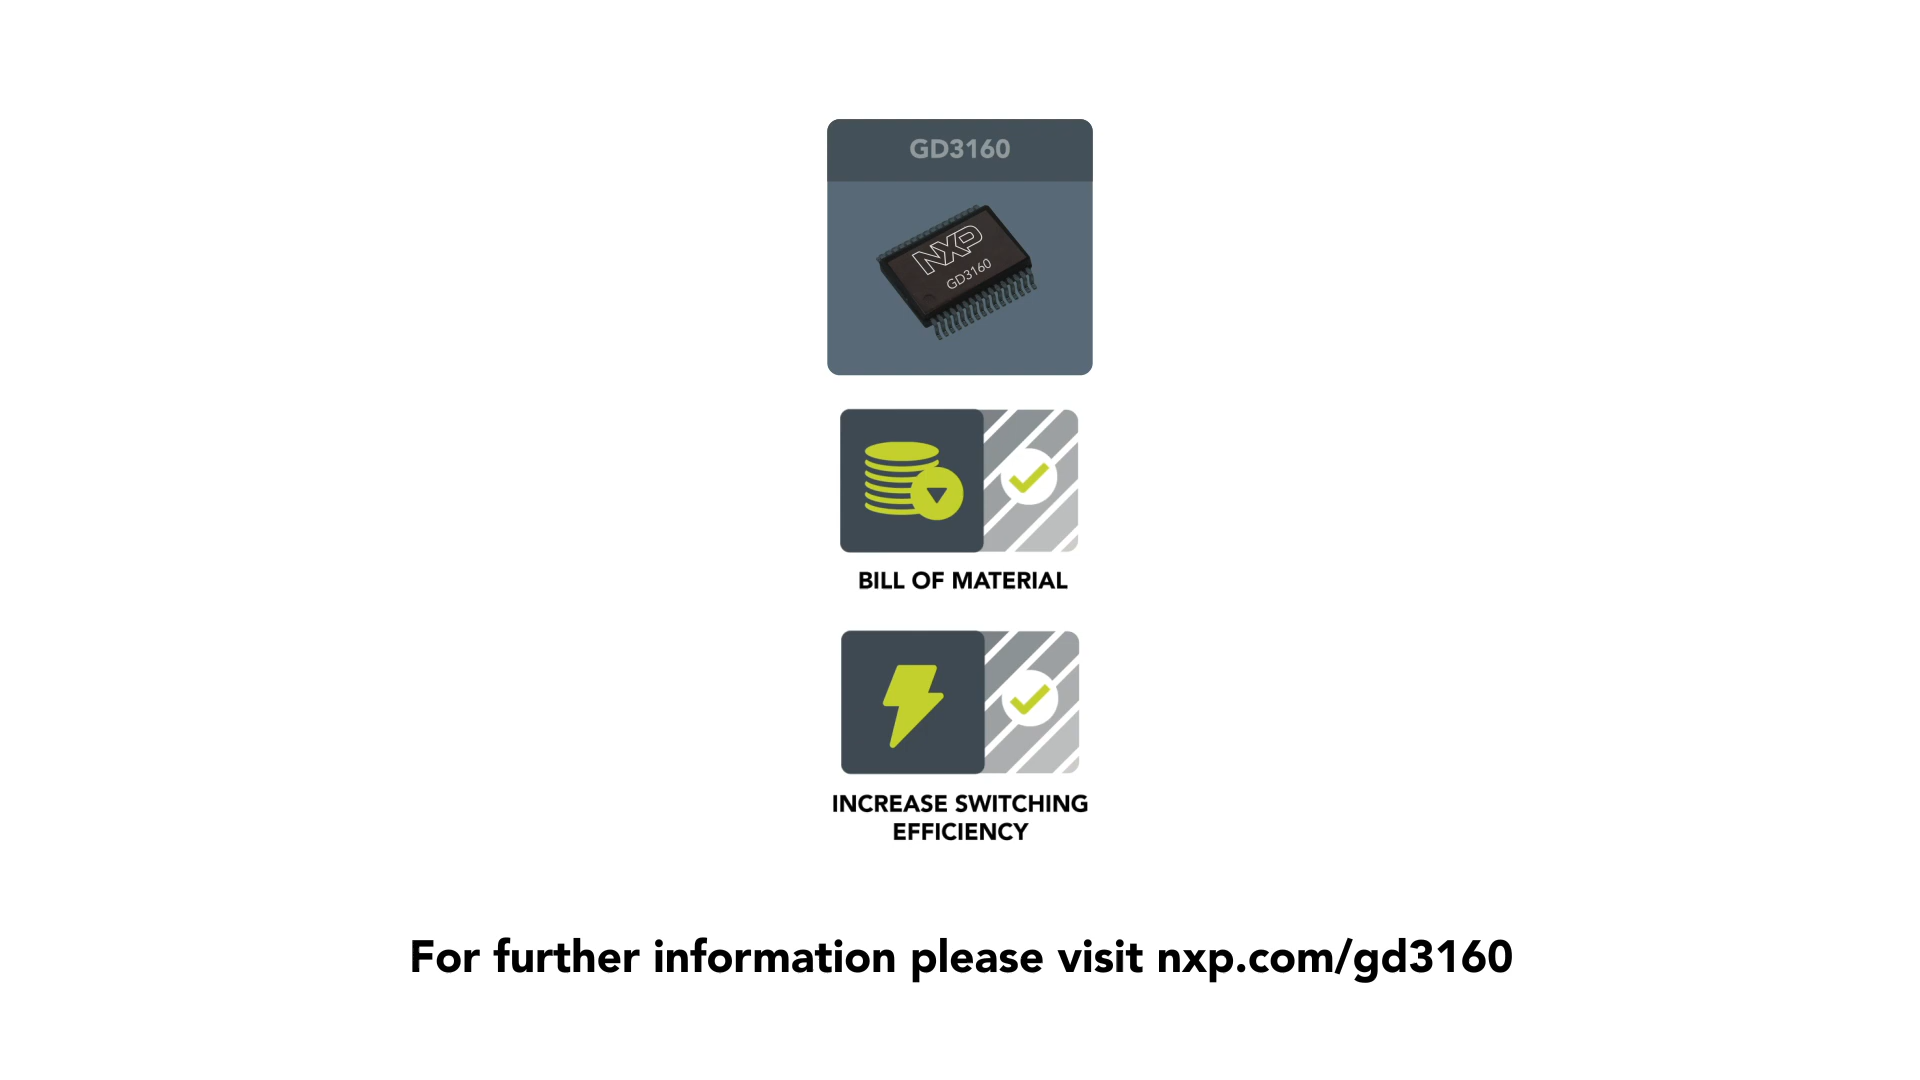 GD3160
NXP
GD3160
BILL OF MATERIAL
INCREASE SWITCHING
EFFICIENCY
For further information please visit nxp.com/gd3160